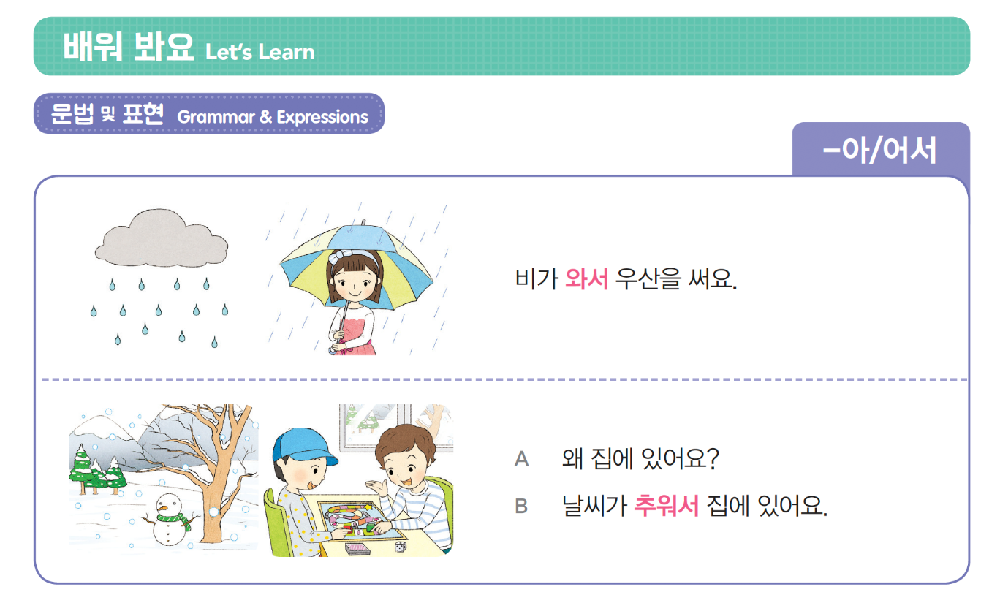 배워 봐요 Let's Learn
문법 및 표현 Grammar & Expressions
–아/어서
비가 와서 우산을 써요.
A 왜 집에 있어요?
B 날씨가 추워서 집에 있어요.